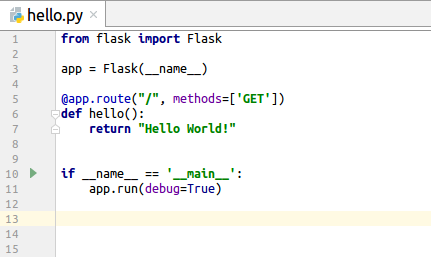 hello.py
1 from flask import Flask
2
3 app = Flask(__name__)
4
5 @app.route("/", methods=['GET'])
6 def hello():
7     return "Hello World!"
8
9
10 if __name__ == '__main__':
11     app.run(debug=True)
12
13
14
15